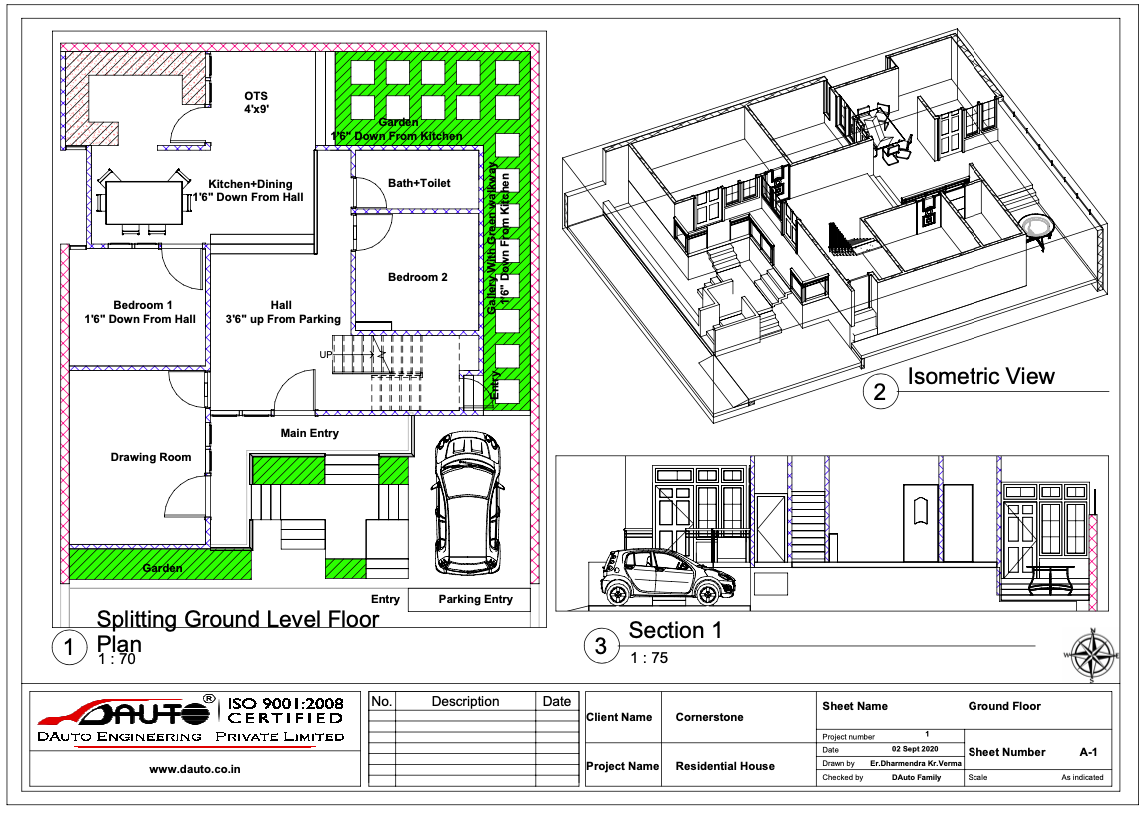 OTS
4'x9'
Garden
1'6" Down From Kitchen
Kitchen+Dining
1'6" Down From Hall
Bath+Toilet
Gallery With Green walkway
1'6" Down From Kitchen
Bedroom 2
Bedroom 1
1'6" Down From Hall
Hall
3'6" up From Parking
UP
Entry
Main Entry
Drawing Room
Garden
Entry
Parking Entry
1
Splitting Ground Level Floor
Plan
1 : 70
2
Isometric View
3
Section 1
1 : 75
N
W
E
S
DAUTO®
DAuto Engineering Private Limited
ISO 9001:2008
CERTIFIED
www.dauto.co.in
No. Description Date
Client Name Cornerstone
Project Name Residential House
Sheet Name Ground Floor
Project number 1
Date 02 Sept 2020
Drawn by Er.Dharmendra Kr.Verma
Checked by DAuto Family
Sheet Number A-1
Scale As indicated